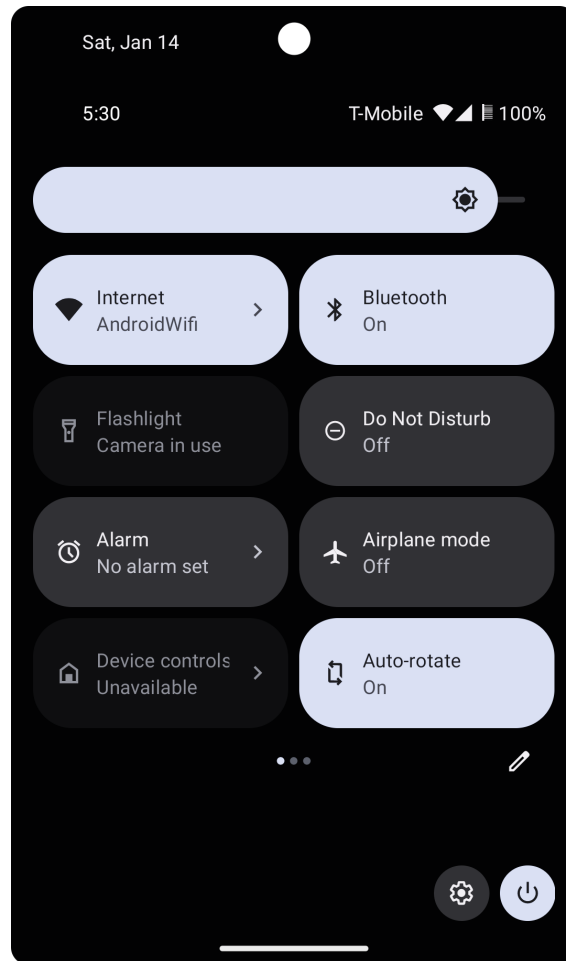 Sat, Jan 14
5:30
T-Mobile 100%
Internet
AndroidWifi
Bluetooth
On
Flashlight
Camera in use
Do Not Disturb
Off
Alarm
No alarm set
Airplane mode
Off
Device controls
Unavailable
Auto-rotate
On